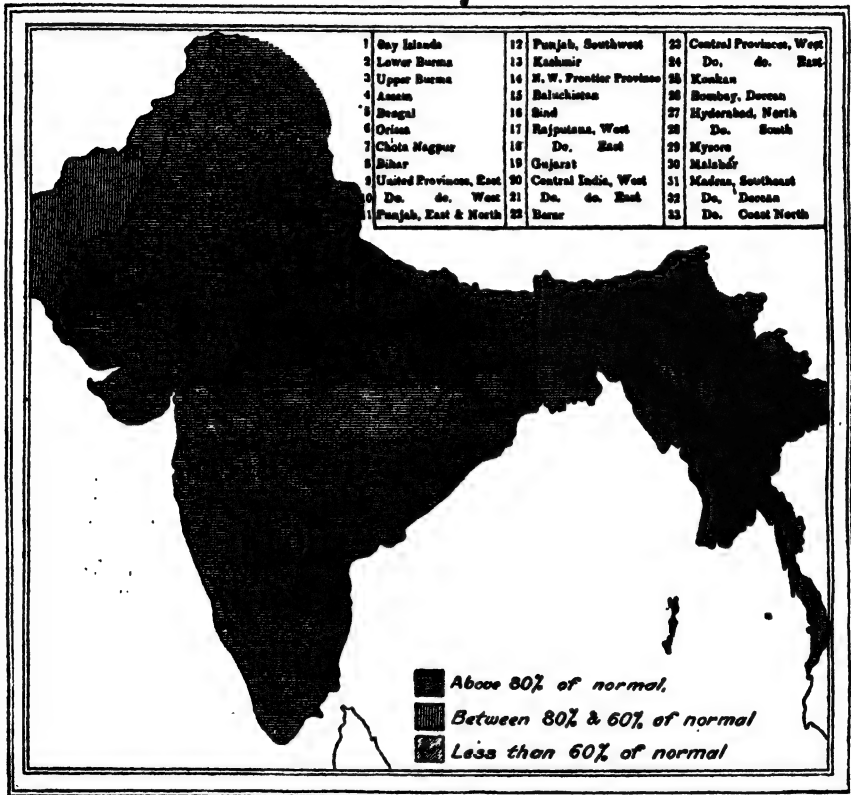 1 Bay Islands
2 Lower Burma
3 Upper Burma
4 Assam
5 Bengal
6 Orissa
7 Chota Nagpur
8 Bihar
9 United Provinces, East
10 Do. do. West
11 Punjab, East & North
12 Punjab, Southwest
13 Kashmir
14 N. W. Frontier Province
15 Baluchistan
16 Sind
17 Rajputana, West
18 Do. East
19 Gujarat
20 Central India, West
21 Do. do. East
22 Berar
23 Central Provinces, West
24 Do. do. East
25 Konkan
26 Bombay, Deccan
27 Hyderabad, North
28 Do. South
29 Mysore
30 Malabar
31 Madras, Southeast
32 Do. Deccan
33 Do. Coast North
Above 80% of normal.
Between 80% & 60% of normal
Less than 60% of normal